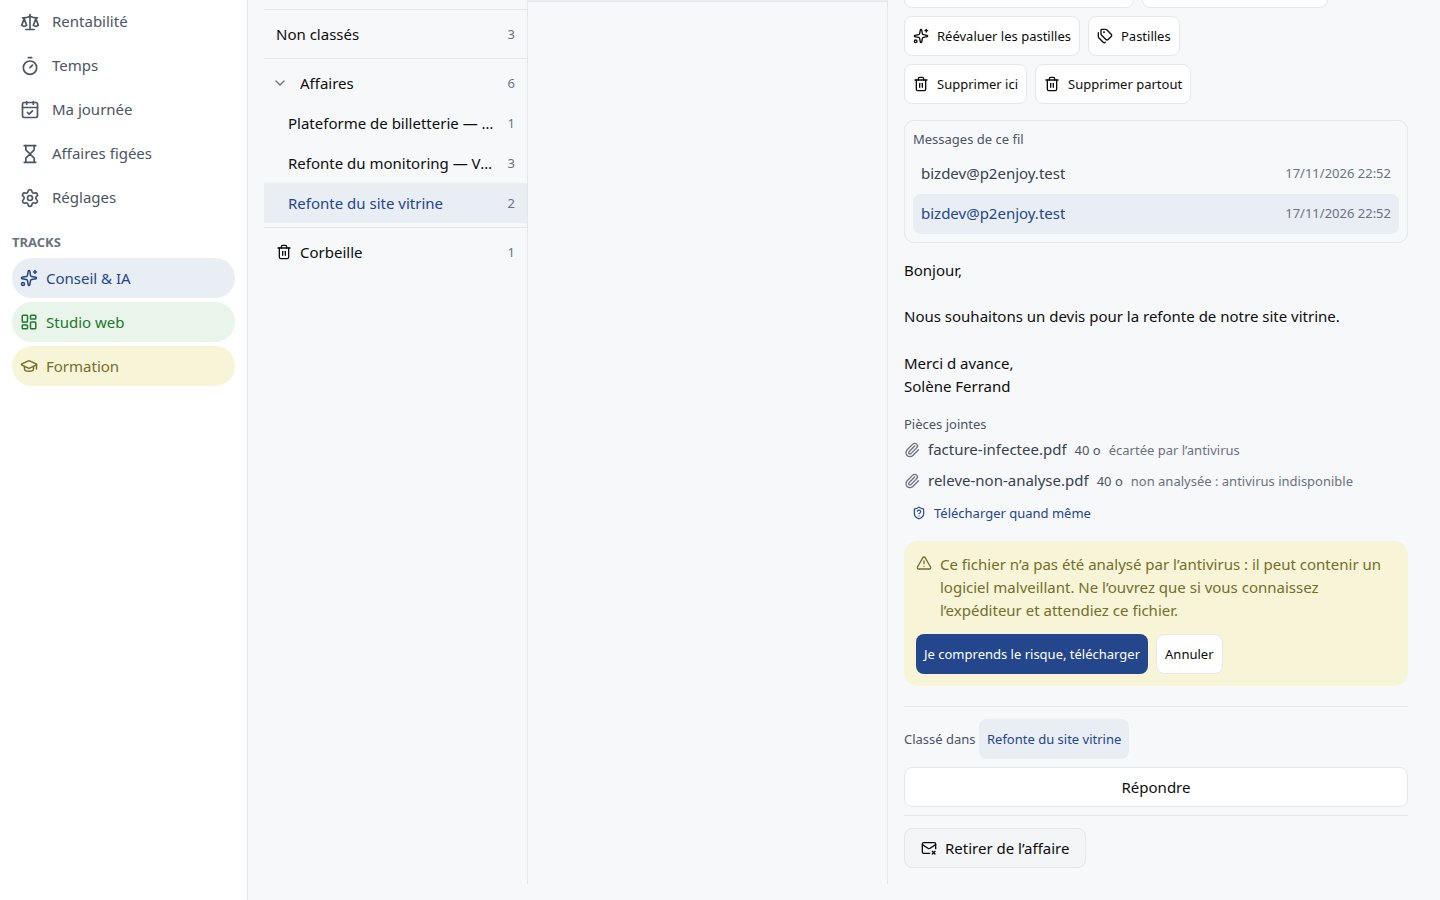 Rentabilité
Temps
Ma journée
Affaires figées
Réglages
TRACKS
Conseil & IA
Studio web
Formation
Non classés 3
Affaires 6
Plateforme de billetterie — ... 1
Refonte du monitoring — V... 3
Refonte du site vitrine 2
Corbeille 1
Réévaluer les pastilles Pastilles
Supprimer ici Supprimer partout
Messages de ce fil
bizdev@p2enjoy.test 17/11/2026 22:52
bizdev@p2enjoy.test 17/11/2026 22:52
Bonjour,
Nous souhaitons un devis pour la refonte de notre site vitrine.
Merci d avance,
Solène Ferrand
Pièces jointes
facture-infectee.pdf 40 o écartée par l’antivirus
releve-non-analyse.pdf 40 o non analysée : antivirus indisponible
Télécharger quand même
Ce fichier n’a pas été analysé par l’antivirus : il peut contenir un
logiciel malveillant. Ne l’ouvrez que si vous connaissez
l’expéditeur et attendiez ce fichier.
Je comprends le risque, télécharger Annuler
Classé dans Refonte du site vitrine
Répondre
Retirer de l’affaire